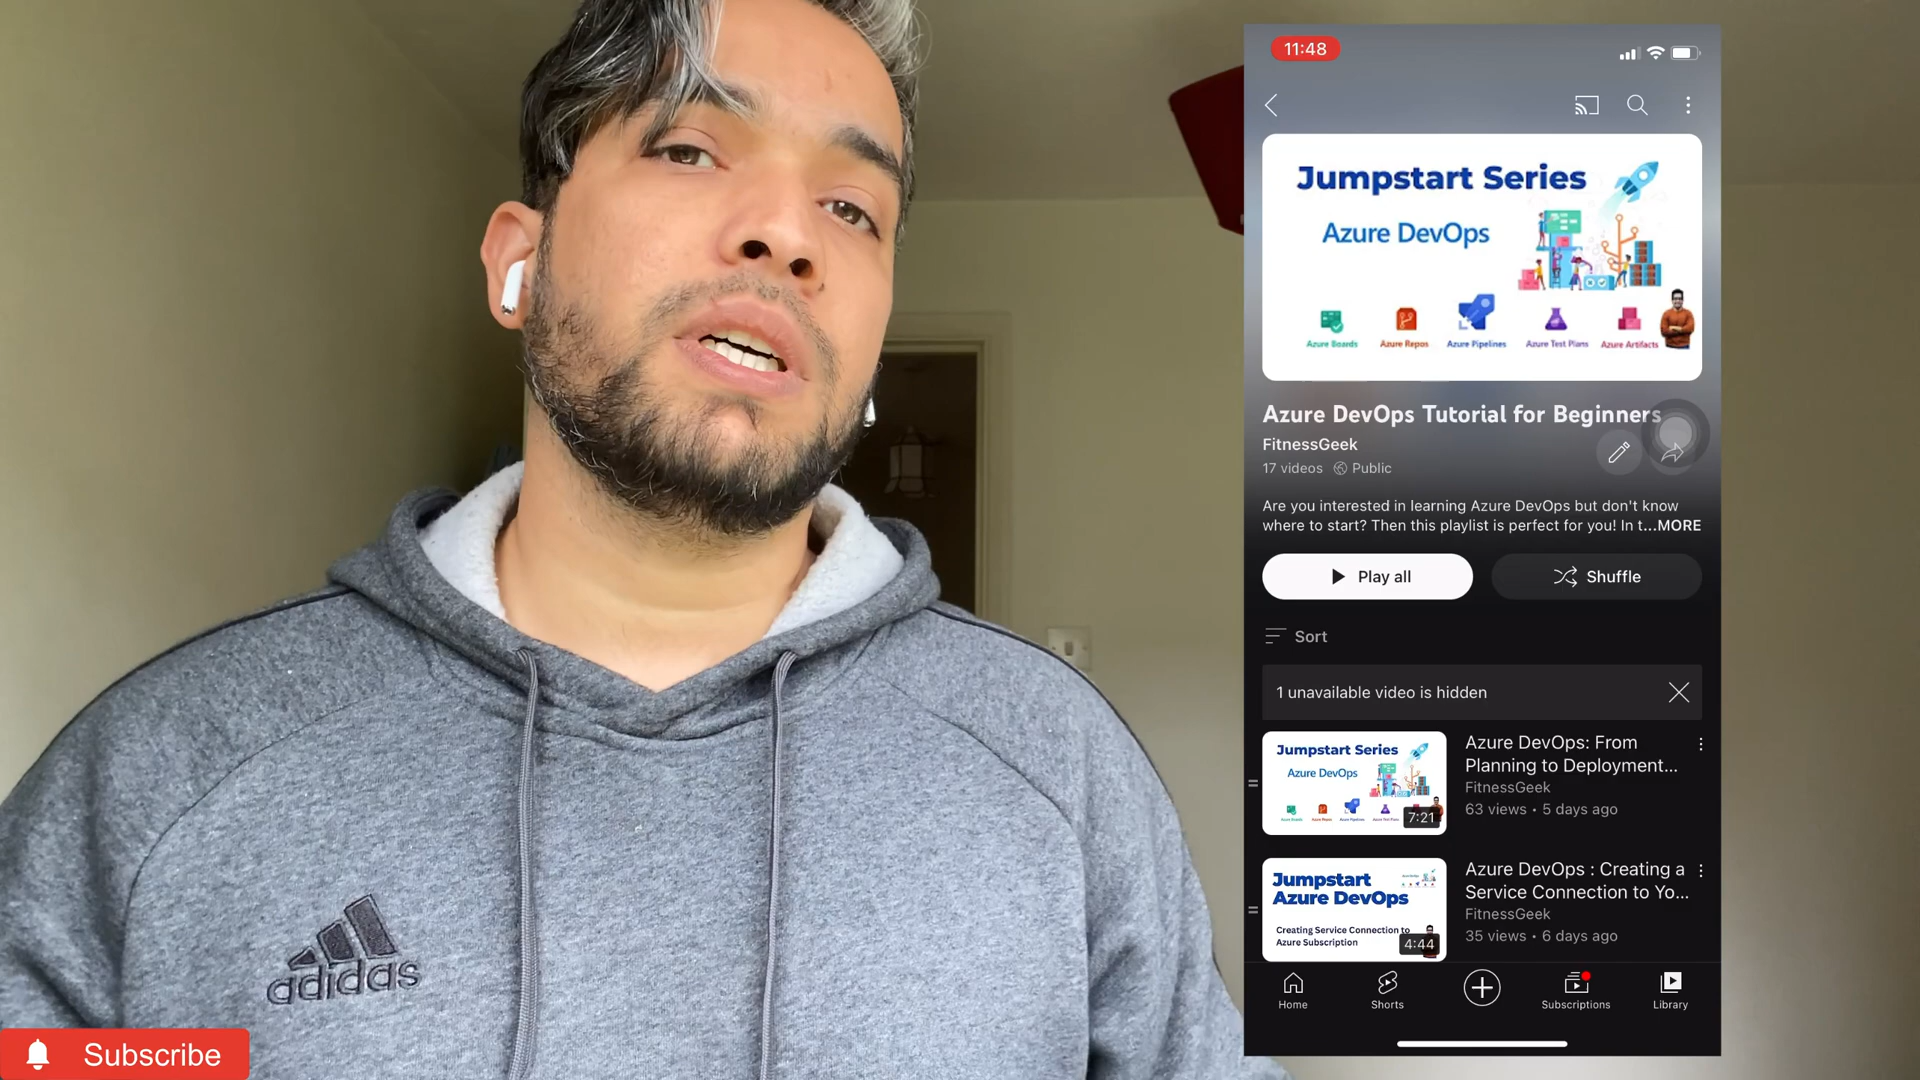 11:48
Jumpstart Series
Azure DevOps
Azure Boards
Azure Repos
Azure Pipelines
Azure Test Plans
Azure Artifacts
Azure DevOps Tutorial for Beginners
FitnessGeek
17 videos
Public
Are you interested in learning Azure DevOps but don't know
where to start? Then this playlist is perfect for you! In t...MORE
Play all
Shuffle
Sort
1 unavailable video is hidden
Jumpstart Series
Azure DevOps
7:21
Azure DevOps: From
Planning to Deployment...
FitnessGeek
63 views • 5 days ago
Jumpstart
Azure DevOps
Creating Service Connection to
Azure Subscription
4:44
Azure DevOps : Creating a
Service Connection to Yo...
FitnessGeek
35 views • 6 days ago
Home
Shorts
Subscriptions
Library
adidas
Subscribe